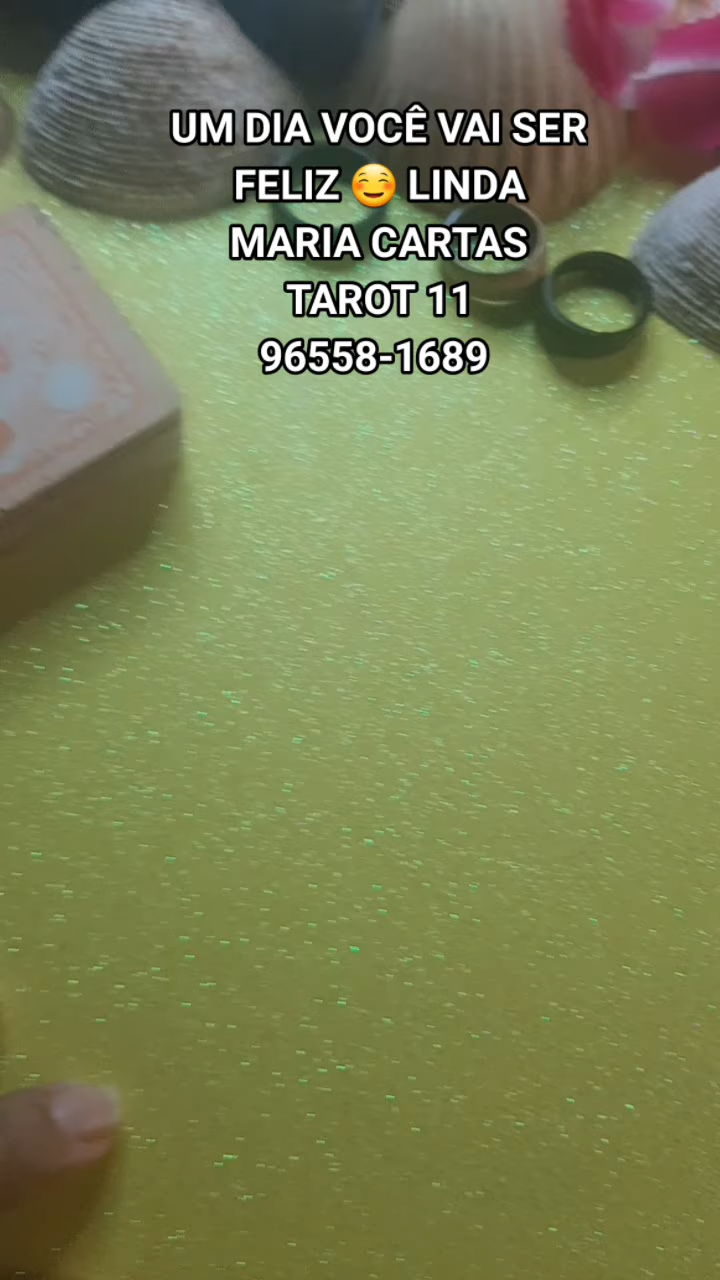 UM DIA VOCÊ VAI SER
FELIZ 😊 LINDA
MARIA CARTAS
TAROT 11
96558-1689